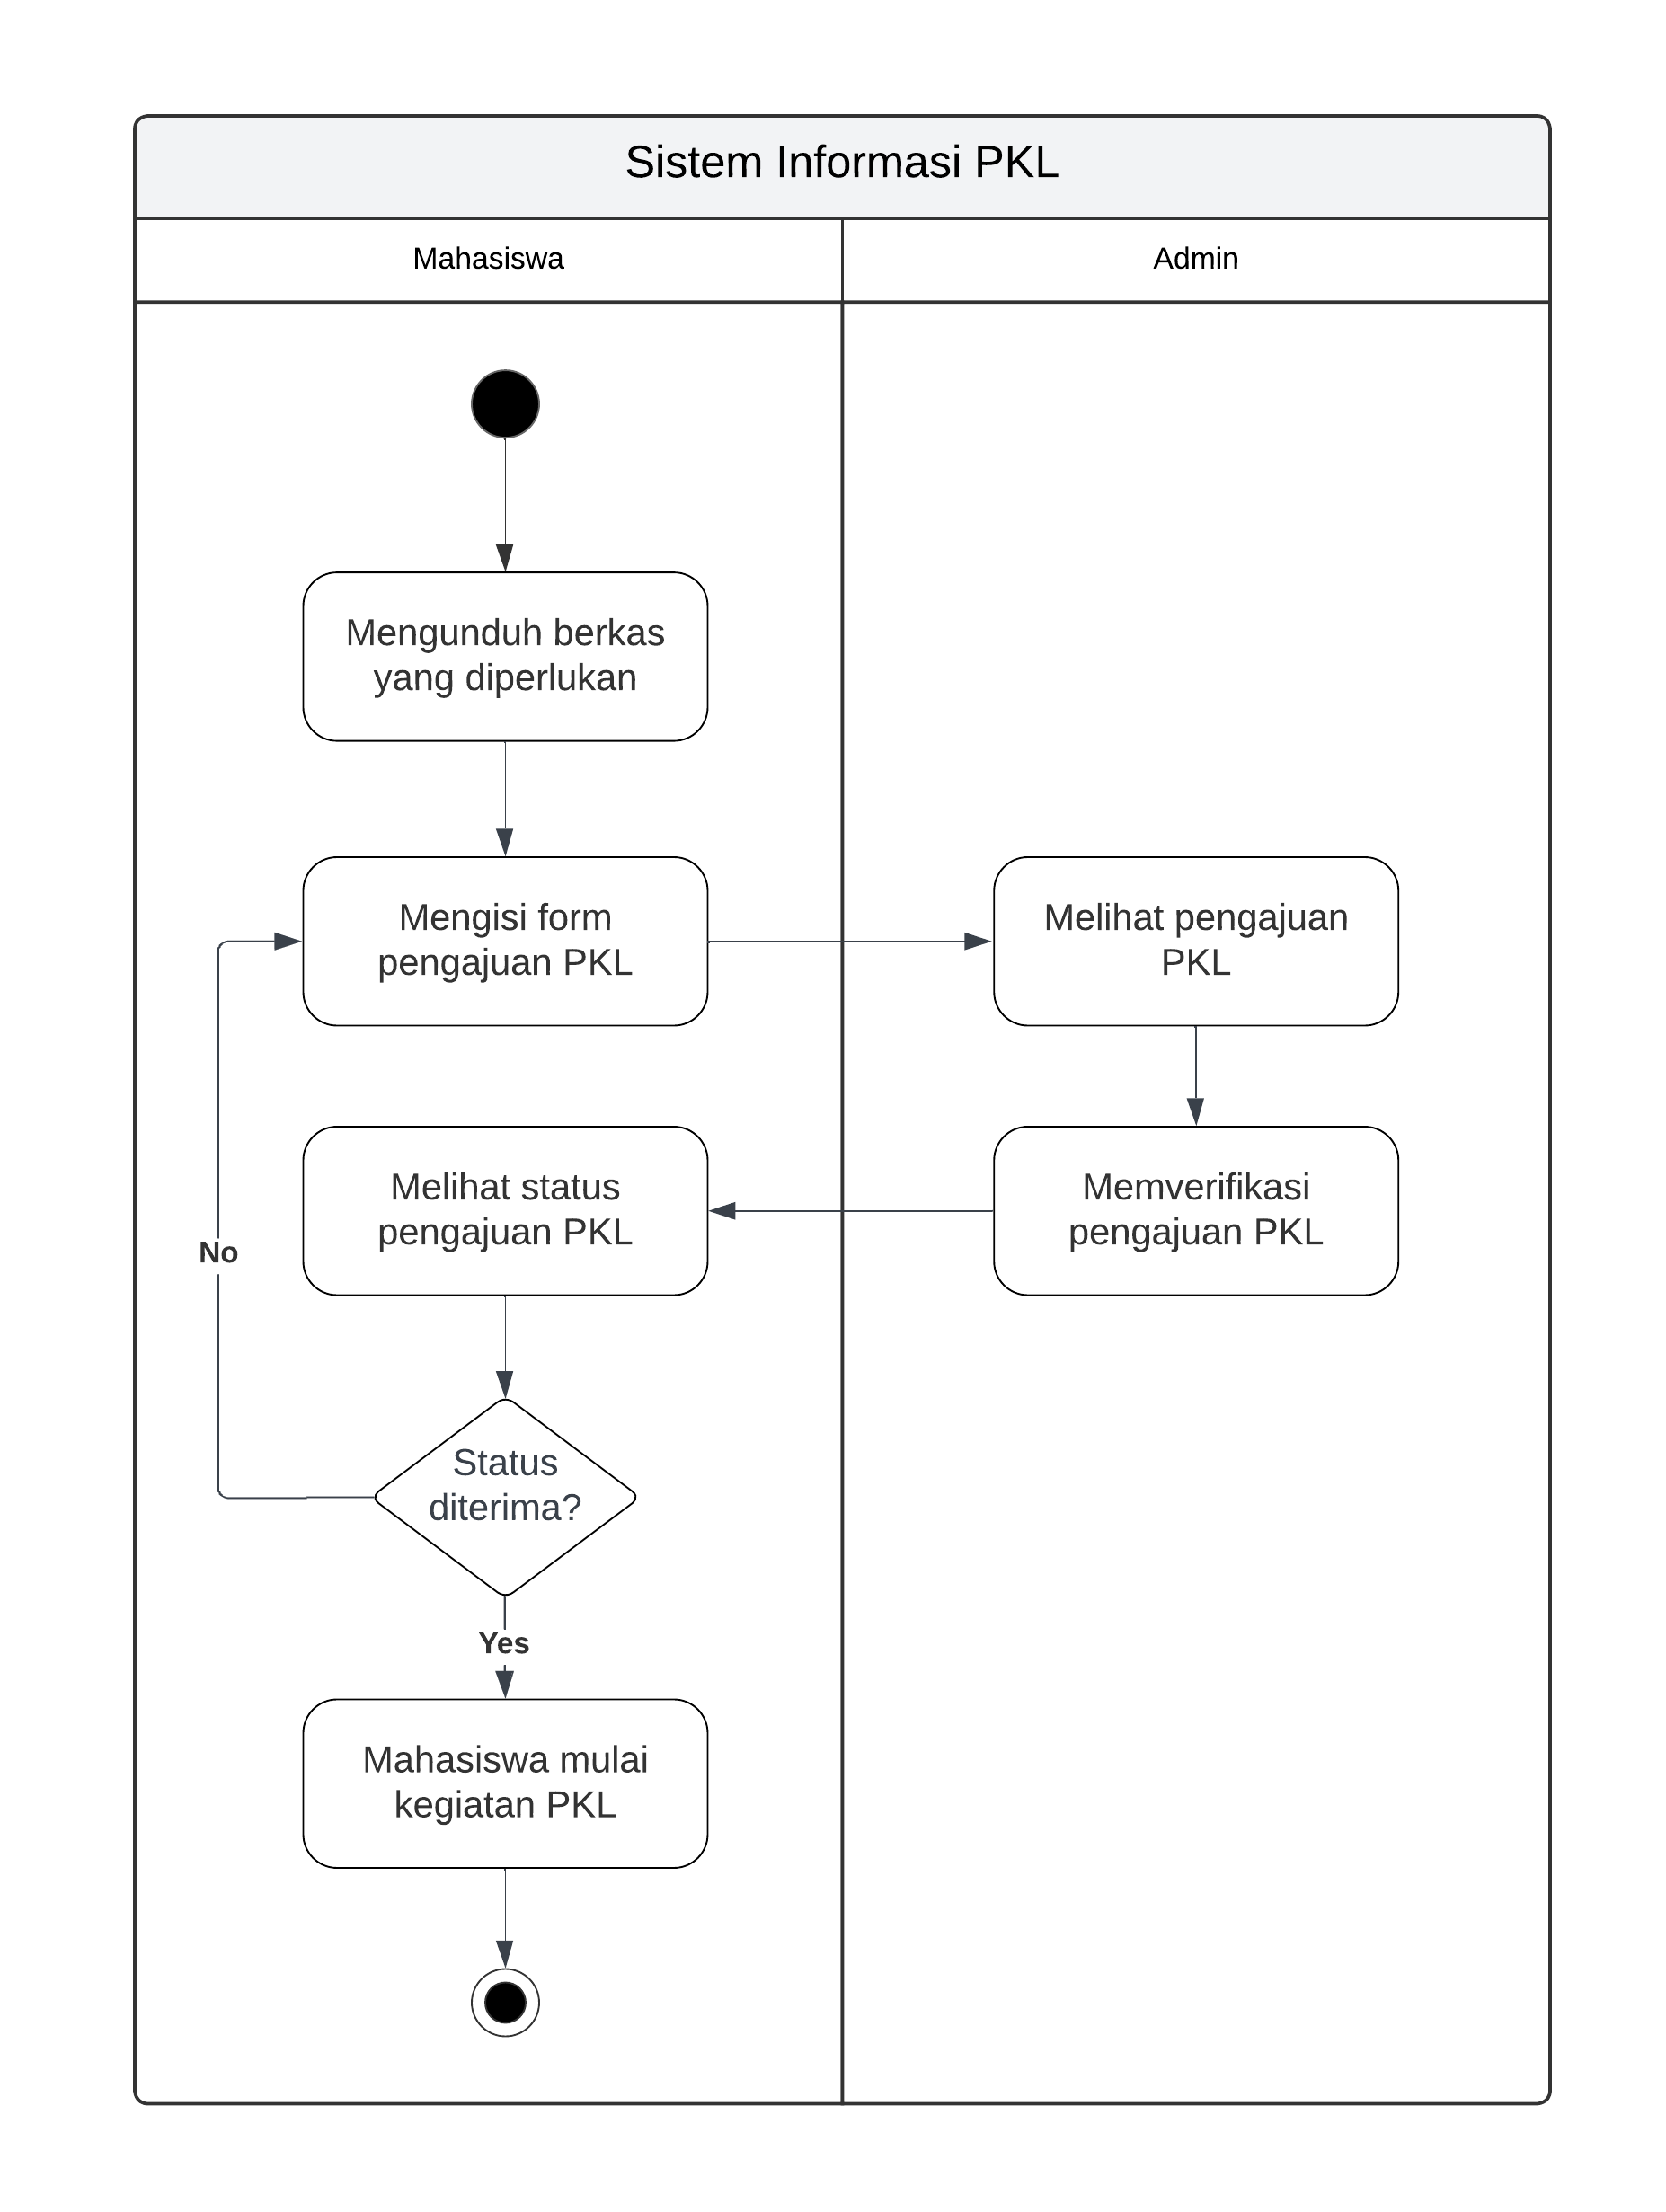 Sistem Informasi PKL
Mahasiswa
Admin
Mengunduh berkas
yang diperlukan
Mengisi form
pengajuan PKL
Melihat pengajuan
PKL
Melihat status
pengajuan PKL
Memverifikasi
pengajuan PKL
No
Status
diterima?
Yes
Mahasiswa mulai
kegiatan PKL